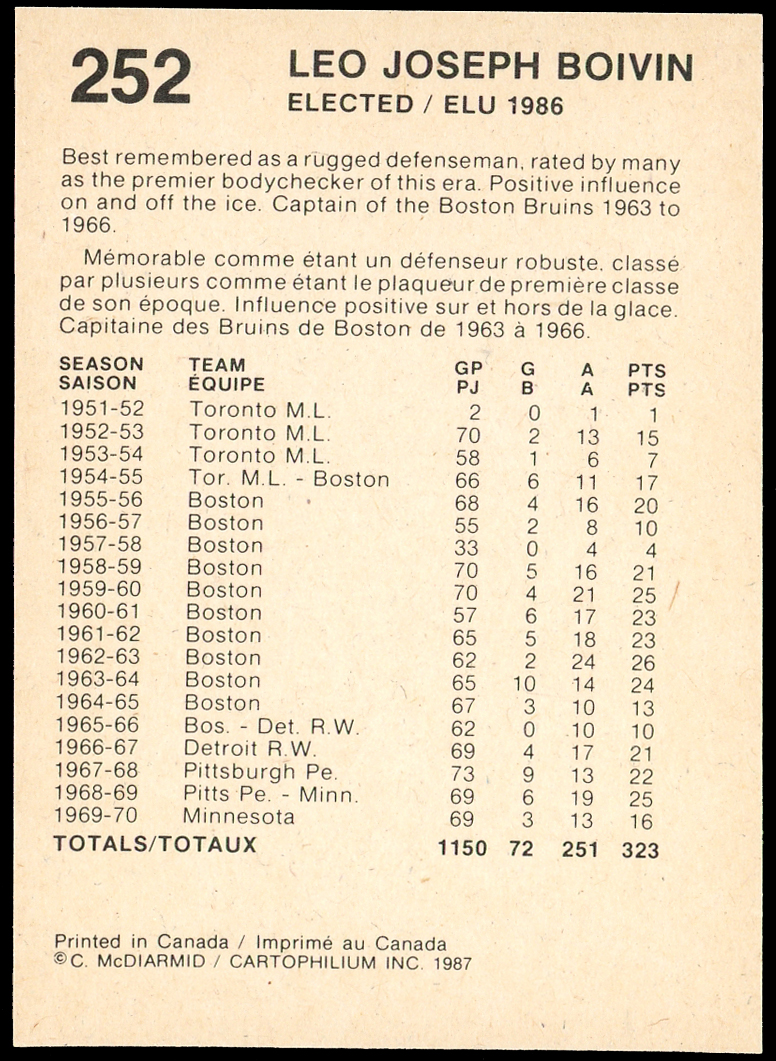 252
LEO JOSEPH BOIVIN
ELECTED / ELU 1986
Best remembered as a rugged defenseman, rated by many
as the premier bodychecker of this era. Positive influence
on and off the ice. Captain of the Boston Bruins 1963 to
1966.
Mémorable comme étant un défenseur robuste, classé
par plusieurs comme étant le plaqueur de première classe
de son époque. Influence positive sur et hors de la glace.
Capitaine des Bruins de Boston de 1963 à 1966.
SEASON TEAM GP G A PTS
SAISON ÉQUIPE PJ B A PTS
1951-52 Toronto M.L. 2 0 1 1
1952-53 Toronto M.L. 70 2 13 15
1953-54 Toronto M.L. 58 1 6 7
1954-55 Tor. M.L. - Boston 66 6 11 17
1955-56 Boston 68 4 16 20
1956-57 Boston 55 2 8 10
1957-58 Boston 33 0 4 4
1958-59 Boston 70 5 16 21
1959-60 Boston 70 4 21 25
1960-61 Boston 57 6 17 23
1961-62 Boston 65 5 18 23
1962-63 Boston 62 2 24 26
1963-64 Boston 65 10 14 24
1964-65 Boston 67 3 10 13
1965-66 Bos. - Det. R.W. 62 0 10 10
1966-67 Detroit R.W. 69 4 17 21
1967-68 Pittsburgh Pe. 73 9 13 22
1968-69 Pitts Pe. - Minn. 69 6 19 25
1969-70 Minnesota 69 3 13 16
TOTALS/TOTAUX 1150 72 251 323
Printed in Canada / Imprimé au Canada
©C. McDIARMID / CARTOPHILIUM INC. 1987